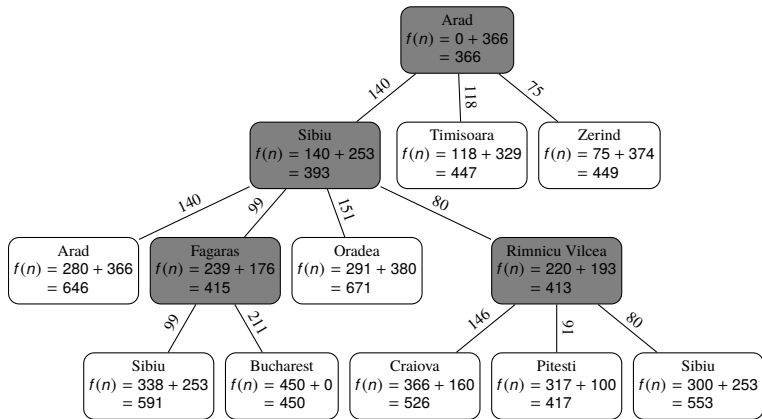 Arad
f(n) = 0 + 366
= 366
140
118
75
Sibiu
f(n) = 140 + 253
= 393
Timisoara
f(n) = 118 + 329
= 447
Zerind
f(n) = 75 + 374
= 449
140
99
151
80
Arad
f(n) = 280 + 366
= 646
Fagaras
f(n) = 239 + 176
= 415
Oradea
f(n) = 291 + 380
= 671
Rimnicu Vilcea
f(n) = 220 + 193
= 413
99
211
146
91
80
Sibiu
f(n) = 338 + 253
= 591
Bucharest
f(n) = 450 + 0
= 450
Craiova
f(n) = 366 + 160
= 526
Pitesti
f(n) = 317 + 100
= 417
Sibiu
f(n) = 300 + 253
= 553